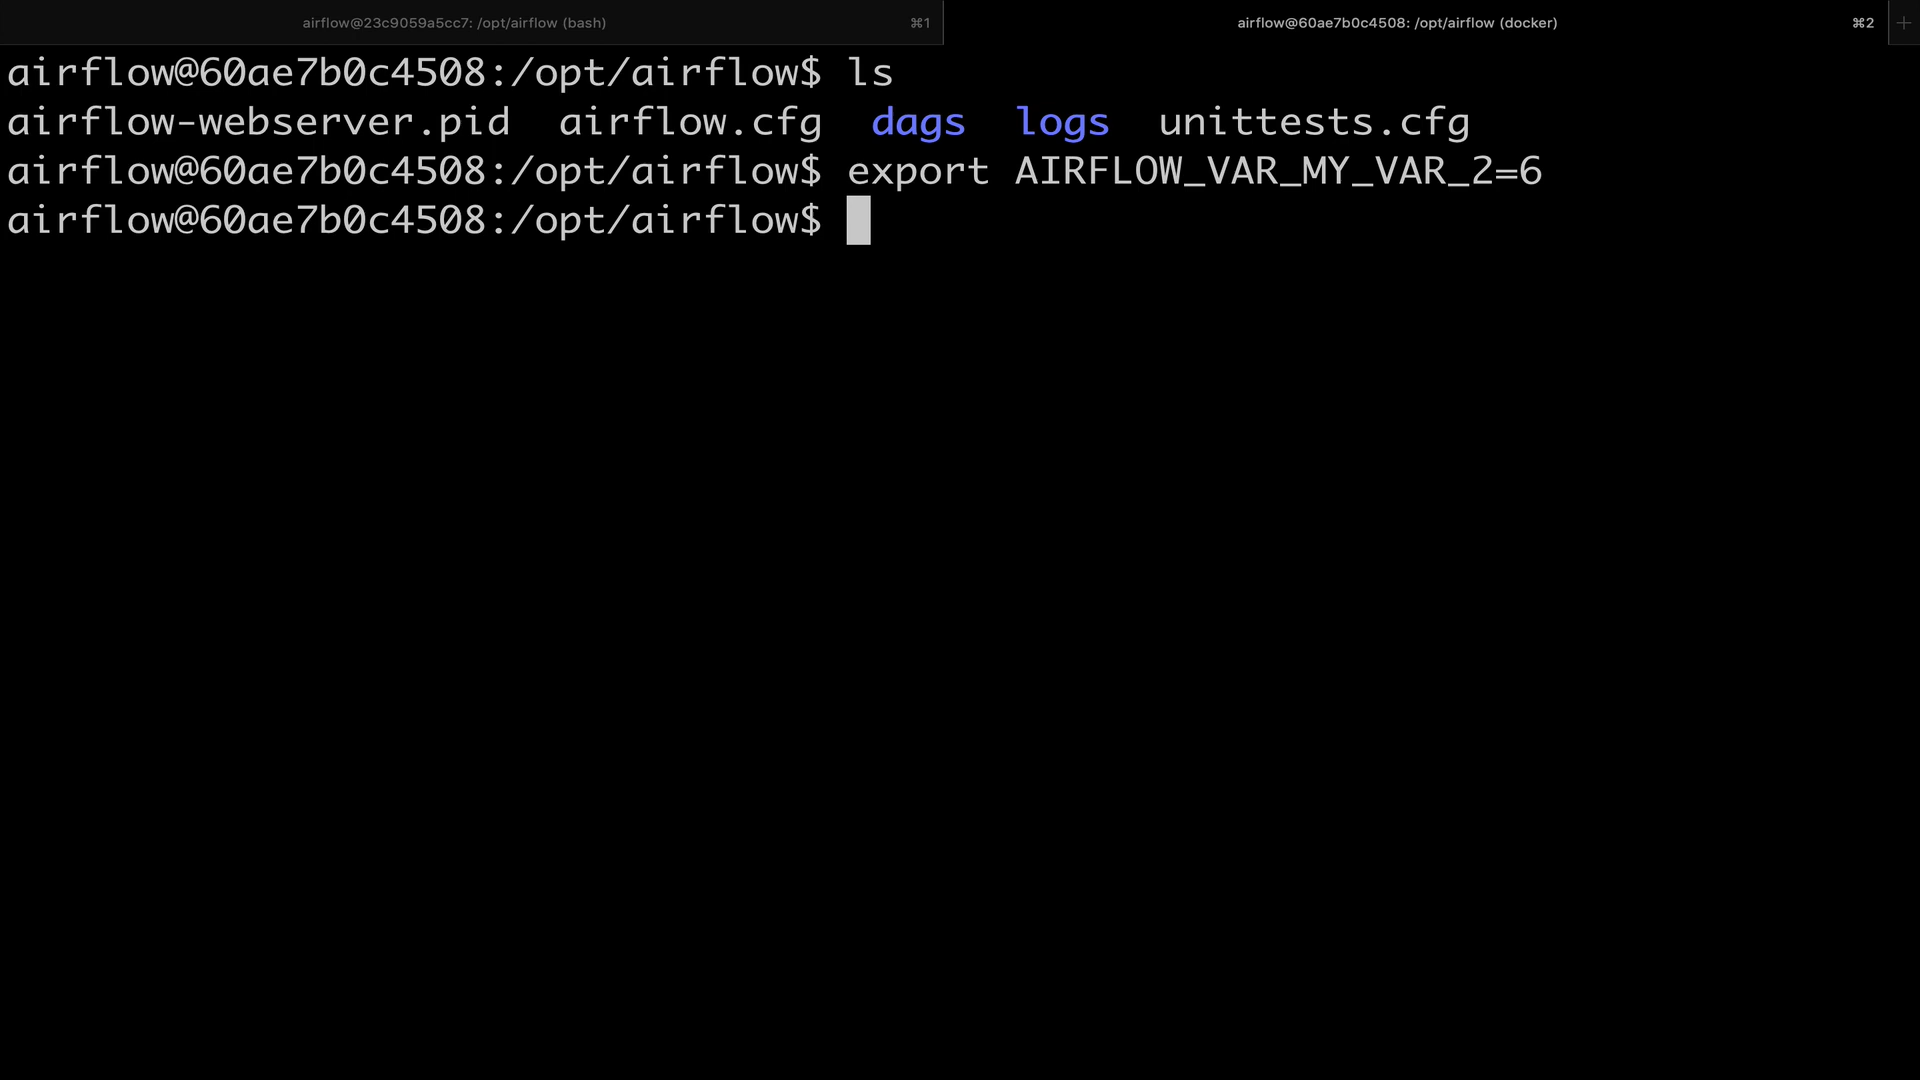 airflow@23c9059a5cc7: /opt/airflow (bash) ⌘1 airflow@60ae7b0c4508: /opt/airflow (docker) ⌘2 +
airflow@60ae7b0c4508:/opt/airflow$ ls
airflow-webserver.pid airflow.cfg dags logs unittests.cfg
airflow@60ae7b0c4508:/opt/airflow$ export AIRFLOW_VAR_MY_VAR_2=6
airflow@60ae7b0c4508:/opt/airflow$